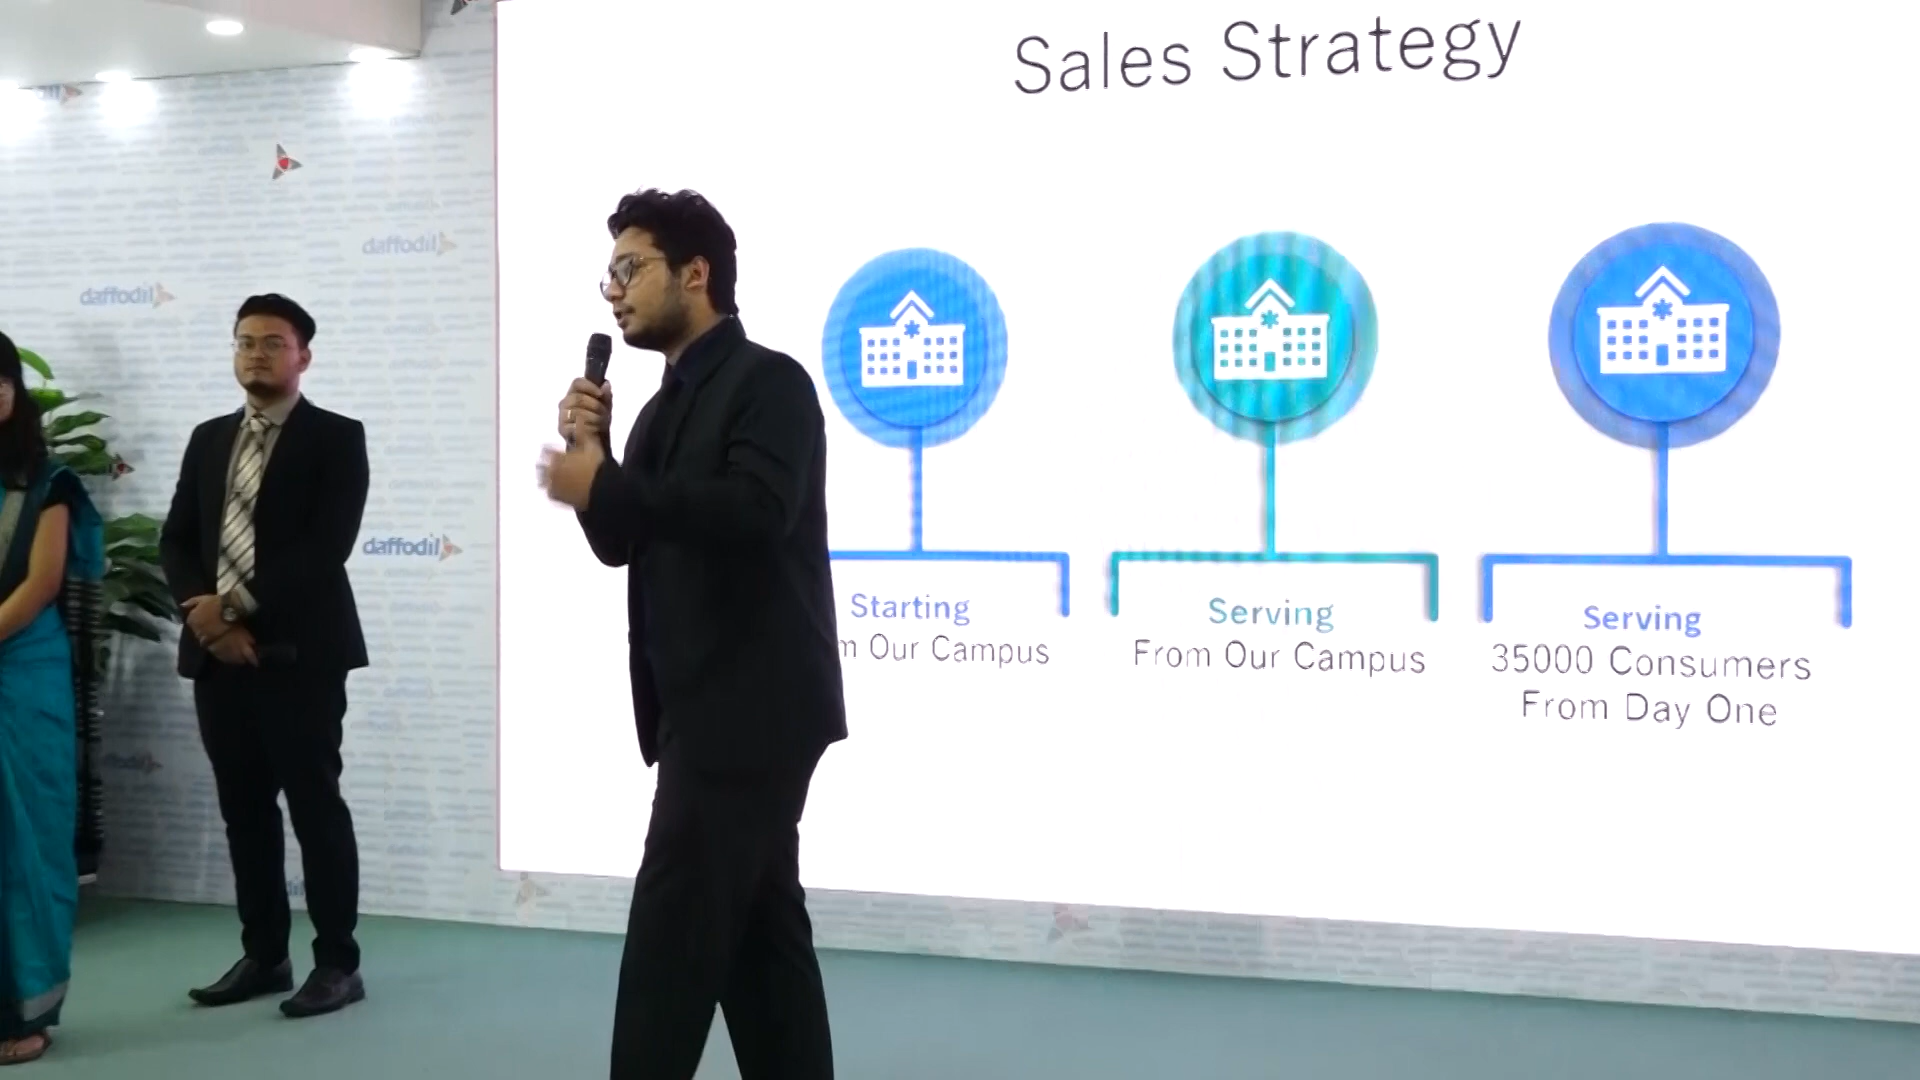 Sales Strategy
Starting
Our Campus
Serving
From Our Campus
Serving
35000 Consumers
From Day One
daffodil
daffodil
daffodil